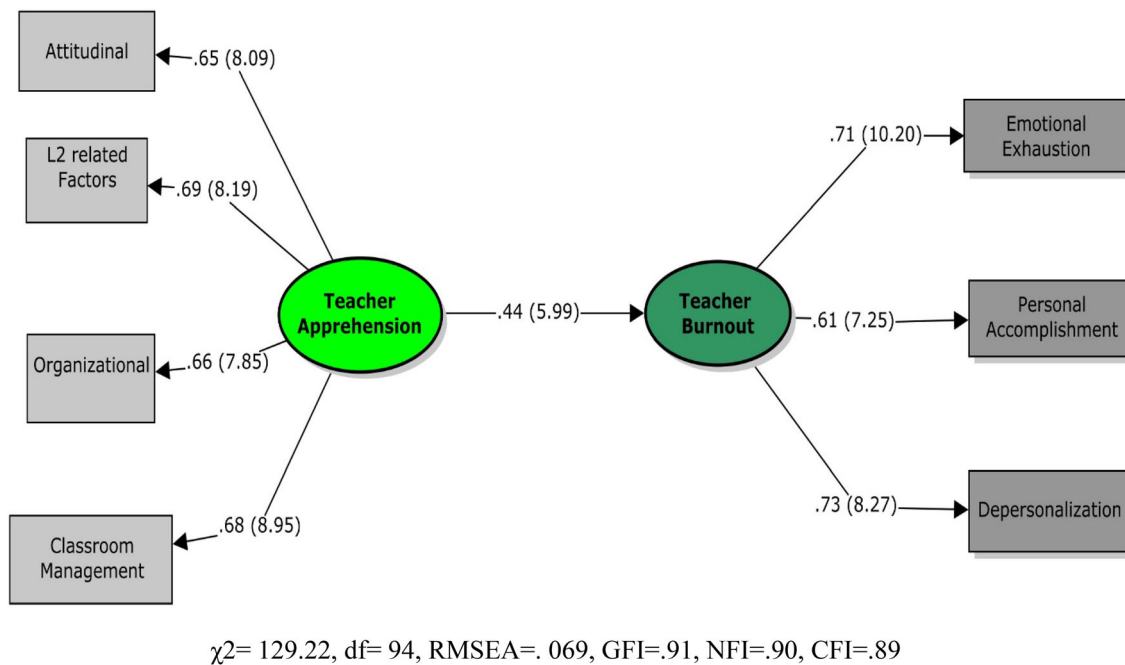 Attitudinal
.65 (8.09)
L2 related
Factors
.69 (8.19)
Organizational
.66 (7.85)
Classroom
Management
.68 (8.95)
Teacher
Apprehension
.44 (5.99)
Teacher
Burnout
.71 (10.20)
Emotional
Exhaustion
.61 (7.25)
Personal
Accomplishment
.73 (8.27)
Depersonalization
χ2= 129.22, df= 94, RMSEA=. 069, GFI=.91, NFI=.90, CFI=.89